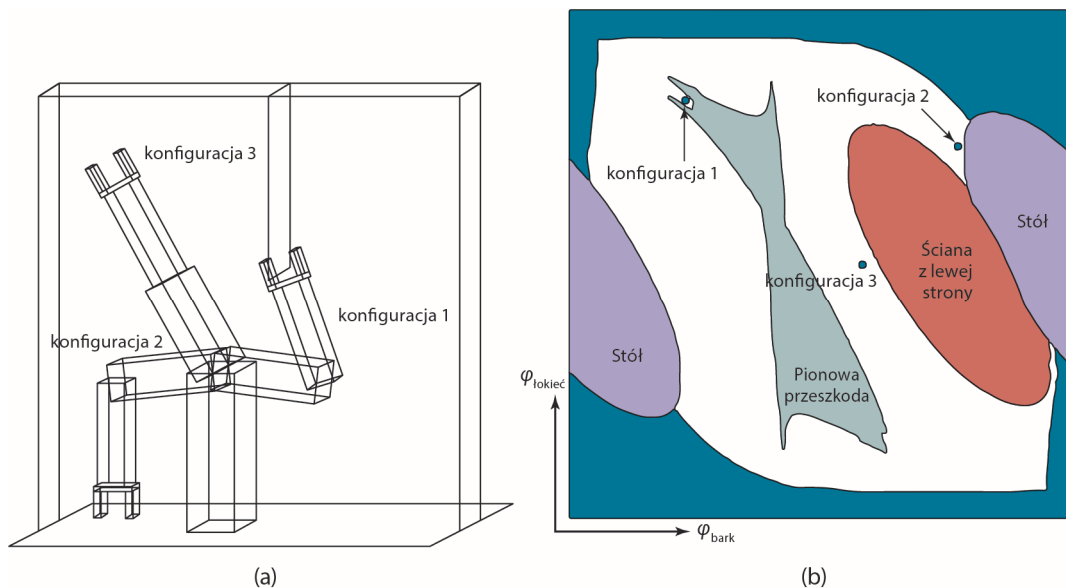 konfiguracja 3
konfiguracja 1
konfiguracja 2
(a)
konfiguracja 2
konfiguracja 1
Stół
Ściana
z lewej
strony
konfiguracja 3
Stół
Pionowa
przeszkoda
φłokieć
φbark
(b)